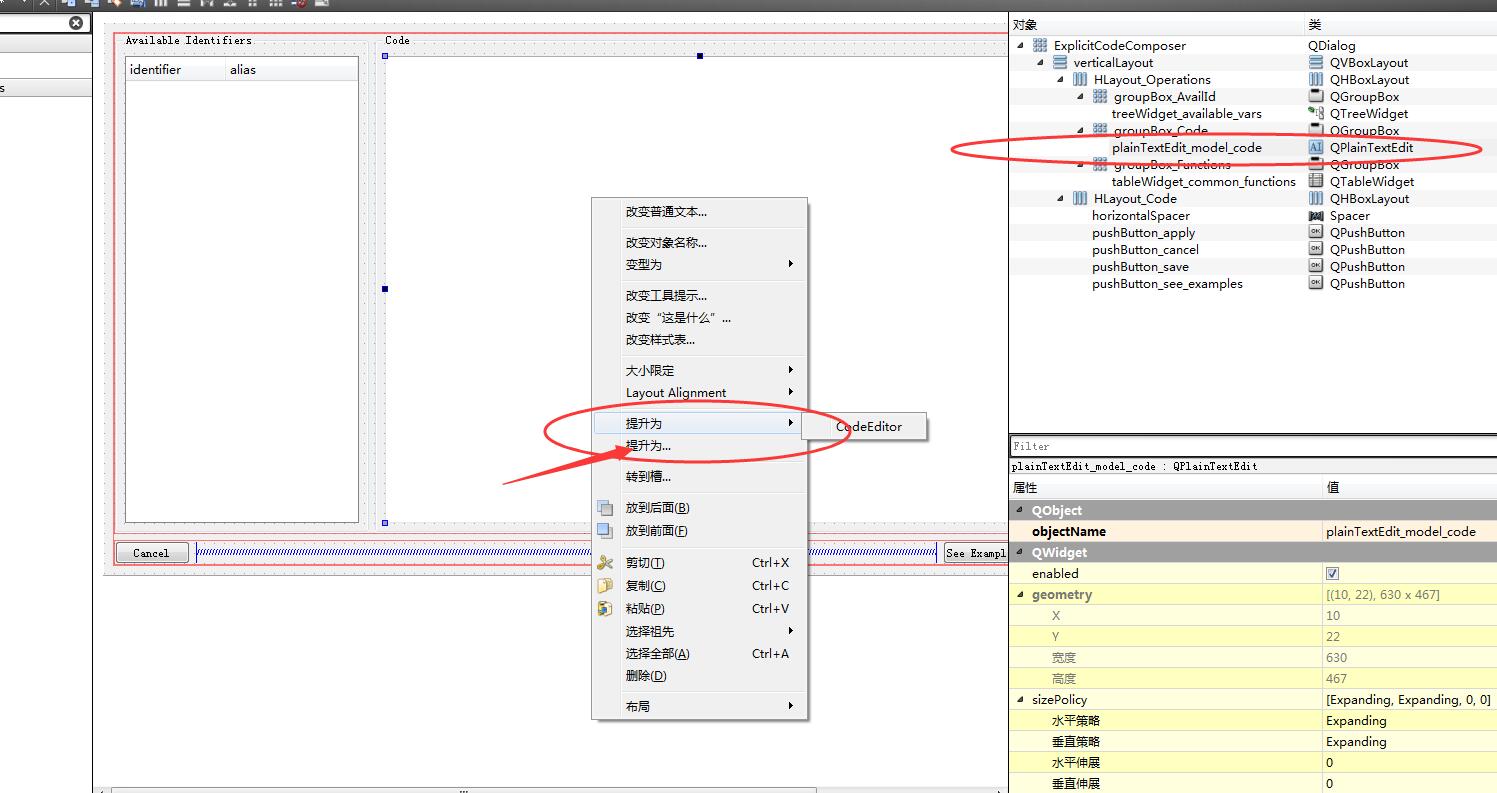 s
Available Identifiers
identifier alias
Code
Cancel
See Exampl
改变普通文本...
改变对象名称...
变型为
改变工具提示...
改变“这是什么”...
改变样式表...
大小限定
Layout Alignment
提升为
CodeEditor
提升为...
转到槽...
放到后面(B)
放到前面(F)
剪切(T) Ctrl+X
复制(C) Ctrl+C
粘贴(P) Ctrl+V
选择祖先
选择全部(A) Ctrl+A
删除(D)
布局
对象 类
ExplicitCodeComposer QDialog
verticalLayout QVBoxLayout
HLayout_Operations QHBoxLayout
groupBox_AvailId QGroupBox
treeWidget_available_vars QTreeWidget
groupBox_Code QGroupBox
plainTextEdit_model_code AI QPlainTextEdit
groupBox_Functions QGroupBox
tableWidget_common_functions QTableWidget
HLayout_Code QHBoxLayout
horizontalSpacer Spacer
pushButton_apply OK QPushButton
pushButton_cancel OK QPushButton
pushButton_save OK QPushButton
pushButton_see_examples OK QPushButton
Filter
plainTextEdit_model_code : QPlainTextEdit
属性 值
QObject
objectName plainTextEdit_model_code
QWidget
enabled
geometry [(10, 22), 630 x 467]
X 10
Y 22
宽度 630
高度 467
sizePolicy [Expanding, Expanding, 0, 0]
水平策略 Expanding
垂直策略 Expanding
水平伸展 0
垂直伸展 0